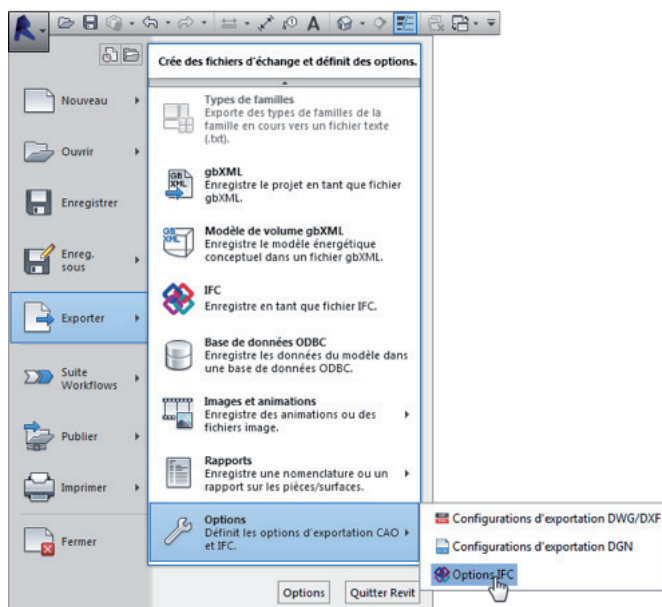 Crée des fichiers d'échange et définit des options.
Nouveau
Ouvrir
Enregistrer
Enreg.
sous
Exporter
Suite
Workflows
Publier
Imprimer
Fermer
Types de familles
Exporte des types de familles de la
famille en cours vers un fichier texte
(.txt).
gbXML
Enregistre le projet en tant que fichier
gbXML.
Modèle de volume gbXML
Enregistre le modèle énergétique
conceptuel dans un fichier gbXML.
IFC
Enregistre en tant que fichier IFC.
Base de données ODBC
Enregistre les données du modèle dans
une base de données ODBC.
Images et animations
Enregistre des animations ou des
fichiers image.
Rapports
Enregistre une nomenclature ou un
rapport sur les pièces/surfaces.
Options
Définit les options d'exportation CAO
et IFC.
Configurations d'exportation DWG/DXF
Configurations d'exportation DGN
Options IFC
Options
Quitter Revit